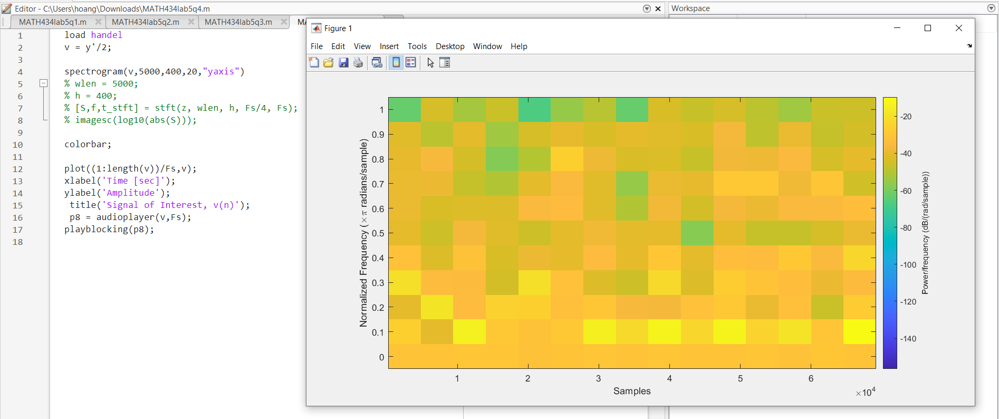 Editor - C:\Users\hoang\Downloads\MATH434lab5q4.m
Workspace
MATH434lab5q1.m
MATH434lab5q2.m
MATH434lab5q3.m
1 load handel
2 v = y'/2;
3
4 spectrogram(v,5000,400,20,"yaxis")
5 % wlen = 5000;
6 % h = 400;
7 % [S,f,t_stft] = stft(z, wlen, h, Fs/4, Fs);
8 % imagesc(log10(abs(S)));
9
10 colorbar;
11
12 plot((1:length(v))/Fs,v);
13 xlabel('Time [sec]');
14 ylabel('Amplitude');
15 title('Signal of Interest, v(n)');
16 p8 = audioplayer(v,Fs);
17 playblocking(p8);
18
Figure 1
File Edit View Insert Tools Desktop Window Help
Normalized Frequency (×π radians/sample)
1
0.9
0.8
0.7
0.6
0.5
0.4
0.3
0.2
0.1
0
1 2 3 4 5 6
Samples
×10⁴
-20
-40
-60
-80
-100
-120
-140
Power/frequency (dB/(rad/sample))